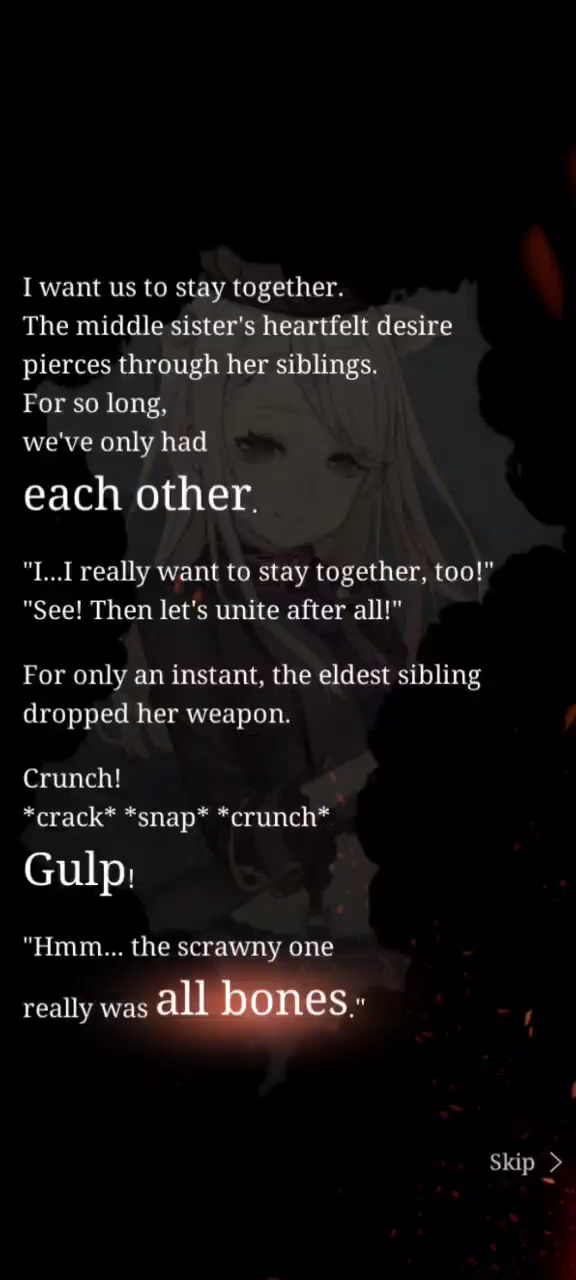 I want us to stay together.
The middle sister's heartfelt desire
pierces through her siblings.
For so long,
we've only had
each other.
"I...I really want to stay together, too!"
"See! Then let's unite after all!"
For only an instant, the eldest sibling
dropped her weapon.
Crunch!
*crack* *snap* *crunch*
Gulp!
"Hmm... the scrawny one
really was all bones."
Skip